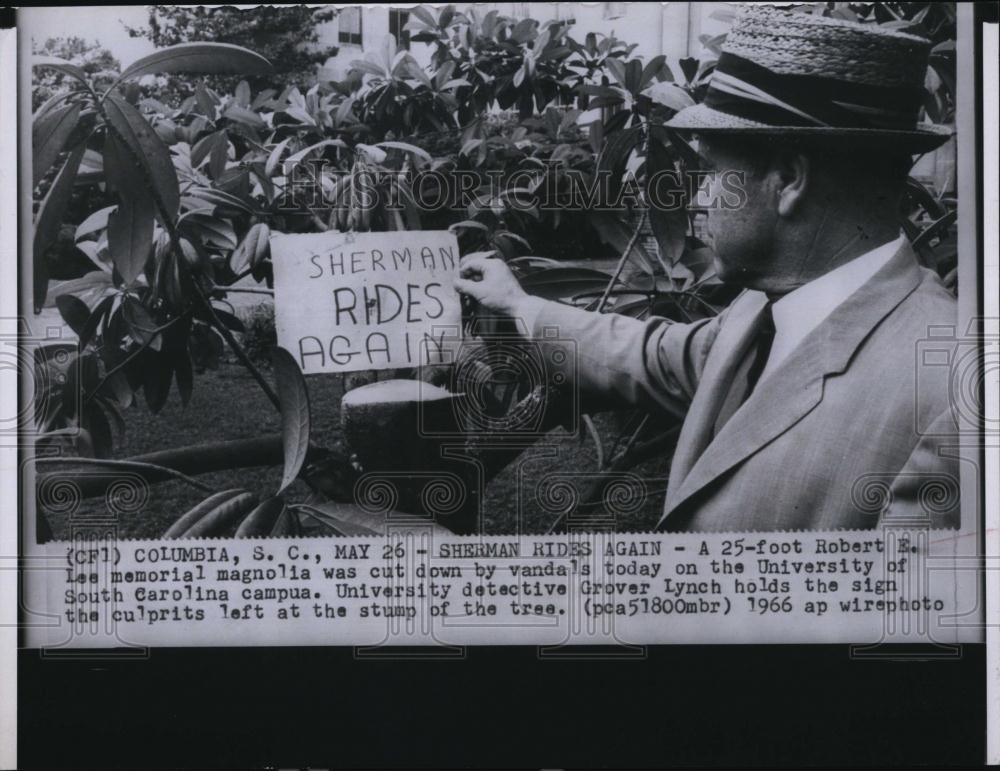 SHERMAN
RIDES
AGAIN
HISTORIC IMAGES
(CF1) COLUMBIA, S. C., MAY 26 - SHERMAN RIDES AGAIN - A 25-foot Robert E.
Lee memorial magnolia was cut down by vandals today on the University of
South Carolina campua. University detective Grover Lynch holds the sign
the culprits left at the stump of the tree. (pca51800mbr) 1966 ap wirephoto